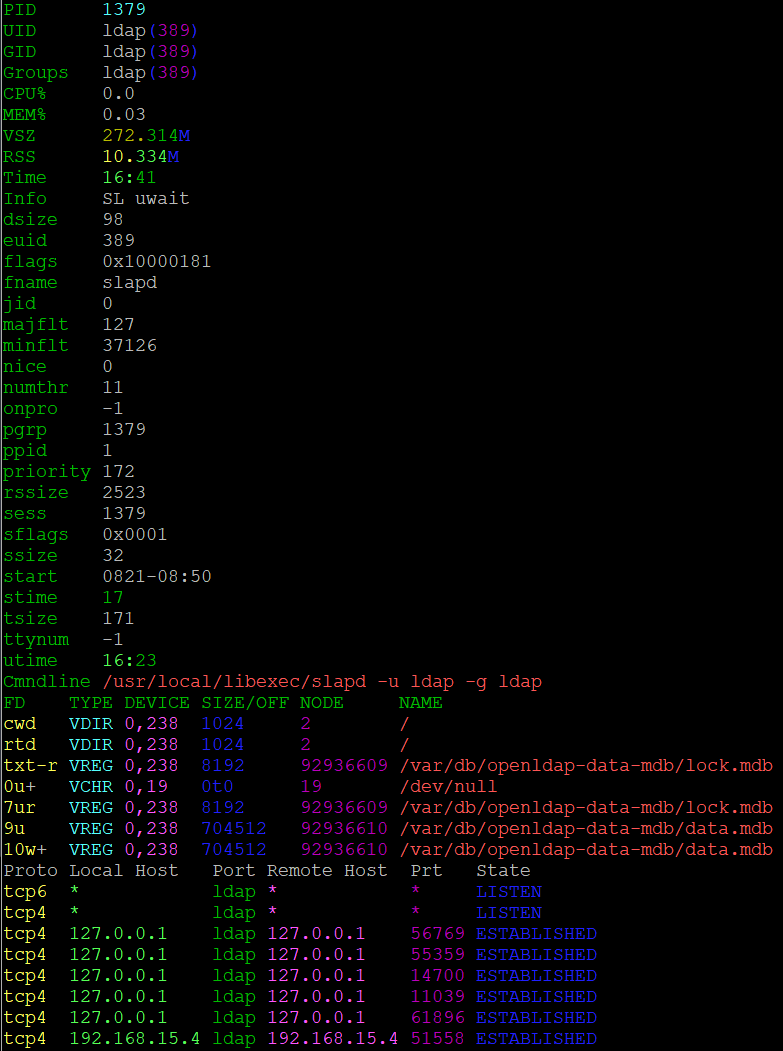 PID 1379
UID ldap(389)
GID ldap(389)
Groups ldap(389)
CPU% 0.0
MEM% 0.03
VSZ 272.314M
RSS 10.334M
Time 16:41
Info SL uwait
dsize 98
euid 389
flags 0x10000181
fname slapd
jid 0
majflt 127
minflt 37126
nice 0
numthr 11
onpro -1
pgrp 1379
ppid 1
priority 172
rssize 2523
sess 1379
sflags 0x0001
ssize 32
start 0821-08:50
stime 17
tsize 171
ttynum -1
utime 16:23
Cmndline /usr/local/libexec/slapd -u ldap -g ldap
FD TYPE DEVICE SIZE/OFF NODE NAME
cwd VDIR 0,238 1024 2 /
rtd VDIR 0,238 1024 2 /
txt-r VREG 0,238 8192 92936609 /var/db/openldap-data-mdb/lock.mdb
0u+ VCHR 0,19 0t0 19 /dev/null
7ur VREG 0,238 8192 92936609 /var/db/openldap-data-mdb/lock.mdb
9u VREG 0,238 704512 92936610 /var/db/openldap-data-mdb/data.mdb
10w+ VREG 0,238 704512 92936610 /var/db/openldap-data-mdb/data.mdb
Proto Local Host Port Remote Host Prt State
tcp6 * ldap * * LISTEN
tcp4 * ldap * * LISTEN
tcp4 127.0.0.1 ldap 127.0.0.1 56769 ESTABLISHED
tcp4 127.0.0.1 ldap 127.0.0.1 55359 ESTABLISHED
tcp4 127.0.0.1 ldap 127.0.0.1 14700 ESTABLISHED
tcp4 127.0.0.1 ldap 127.0.0.1 11039 ESTABLISHED
tcp4 127.0.0.1 ldap 127.0.0.1 61896 ESTABLISHED
tcp4 192.168.15.4 ldap 192.168.15.4 51558 ESTABLISHED